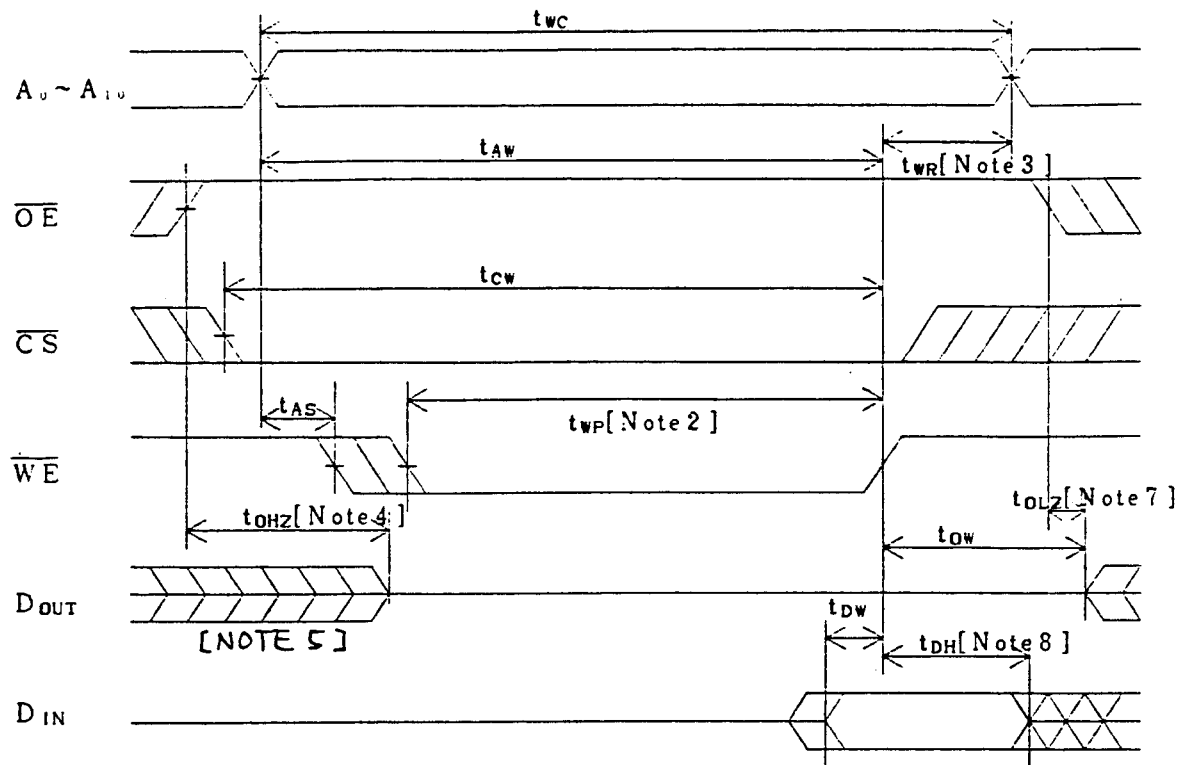 tWC
A0~A10
tAW
tWR[Note 3]
OE
tCW
CS
tAS
tWP[Note 2]
WE
tOHZ[Note 4]
tOLZ[Note 7]
tOW
DOUT
[NOTE 5]
tDW
tDH[Note 8]
DIN